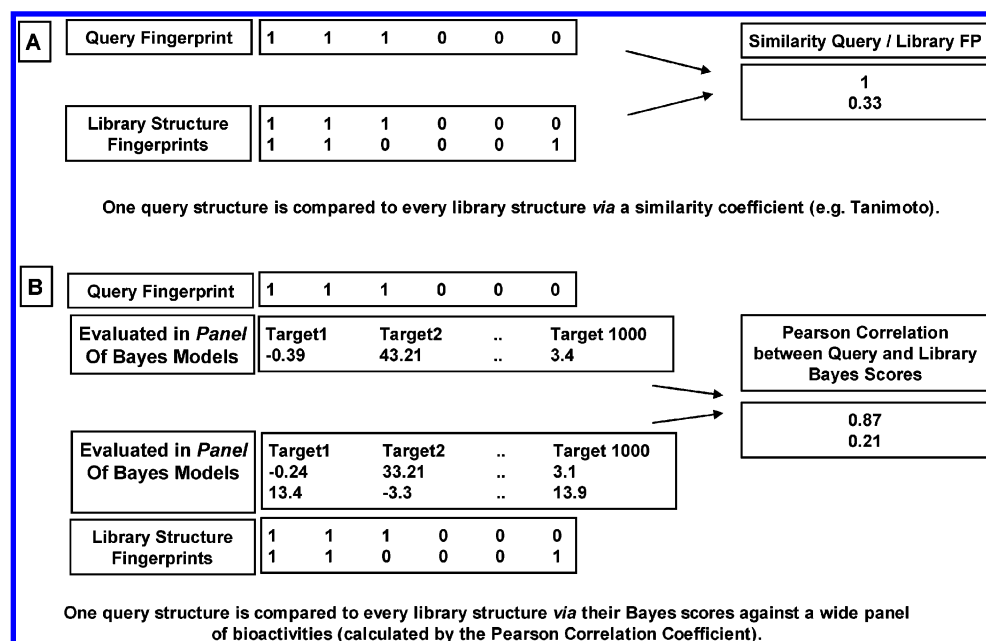 A
Query Fingerprint
1 1 1 0 0 0
Similarity Query / Library FP
1
0.33
Library Structure
Fingerprints
1 1 1 0 0 0
1 1 0 0 0 1
One query structure is compared to every library structure via a similarity coefficient (e.g. Tanimoto).
B
Query Fingerprint
1 1 1 0 0 0
Evaluated in Panel
Of Bayes Models
Target1 Target2 .. Target 1000
-0.39 43.21 .. 3.4
Pearson Correlation
between Query and Library
Bayes Scores
0.87
0.21
Evaluated in Panel
Of Bayes Models
Target1 Target2 .. Target 1000
-0.24 33.21 .. 3.1
13.4 -3.3 .. 13.9
Library Structure
Fingerprints
1 1 1 0 0 0
1 1 0 0 0 1
One query structure is compared to every library structure via their Bayes scores against a wide panel
of bioactivities (calculated by the Pearson Correlation Coefficient).